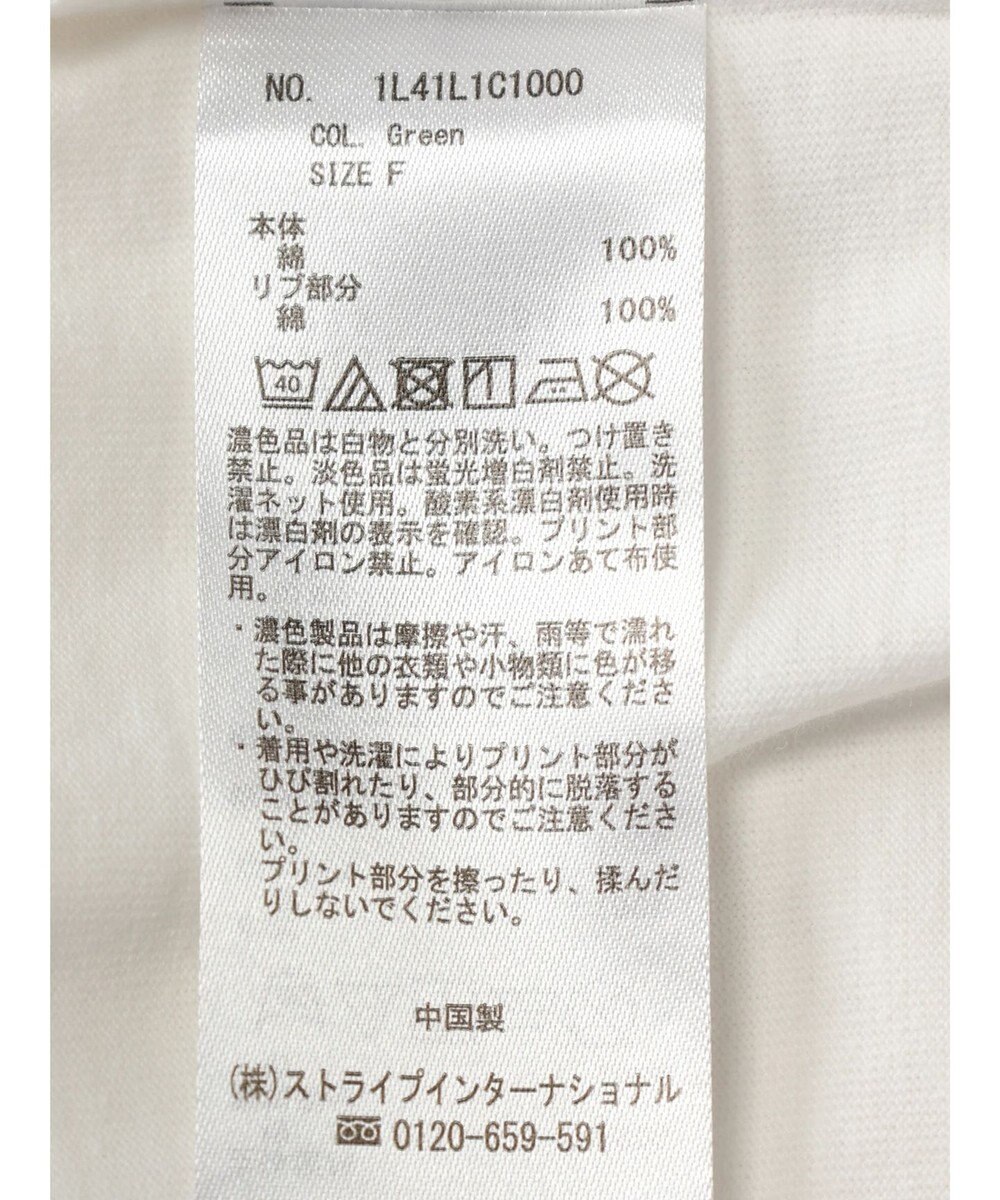 NO. 1L41L1C1000
COL. Green
SIZE F
本体
綿 100%
リブ部分
綿 100%
40
濃色品は白物と分別洗い。つけ置き
禁止。淡色品は蛍光増白剤禁止。洗
濯ネット使用。酸素系漂白剤使用時
は漂白剤の表示を確認。プリント部
分アイロン禁止。アイロンあて布使
用。
・濃色製品は摩擦や汗、雨等で濡れ
た際に他の衣類や小物類に色が移
る事がありますのでご注意くださ
い。
・着用や洗濯によりプリント部分が
ひび割れたり、部分的に脱落する
ことがありますのでご注意くださ
い。
プリント部分を擦ったり、揉んだ
りしないでください。
中国製
(株)ストライプインターナショナル
0120-659-591